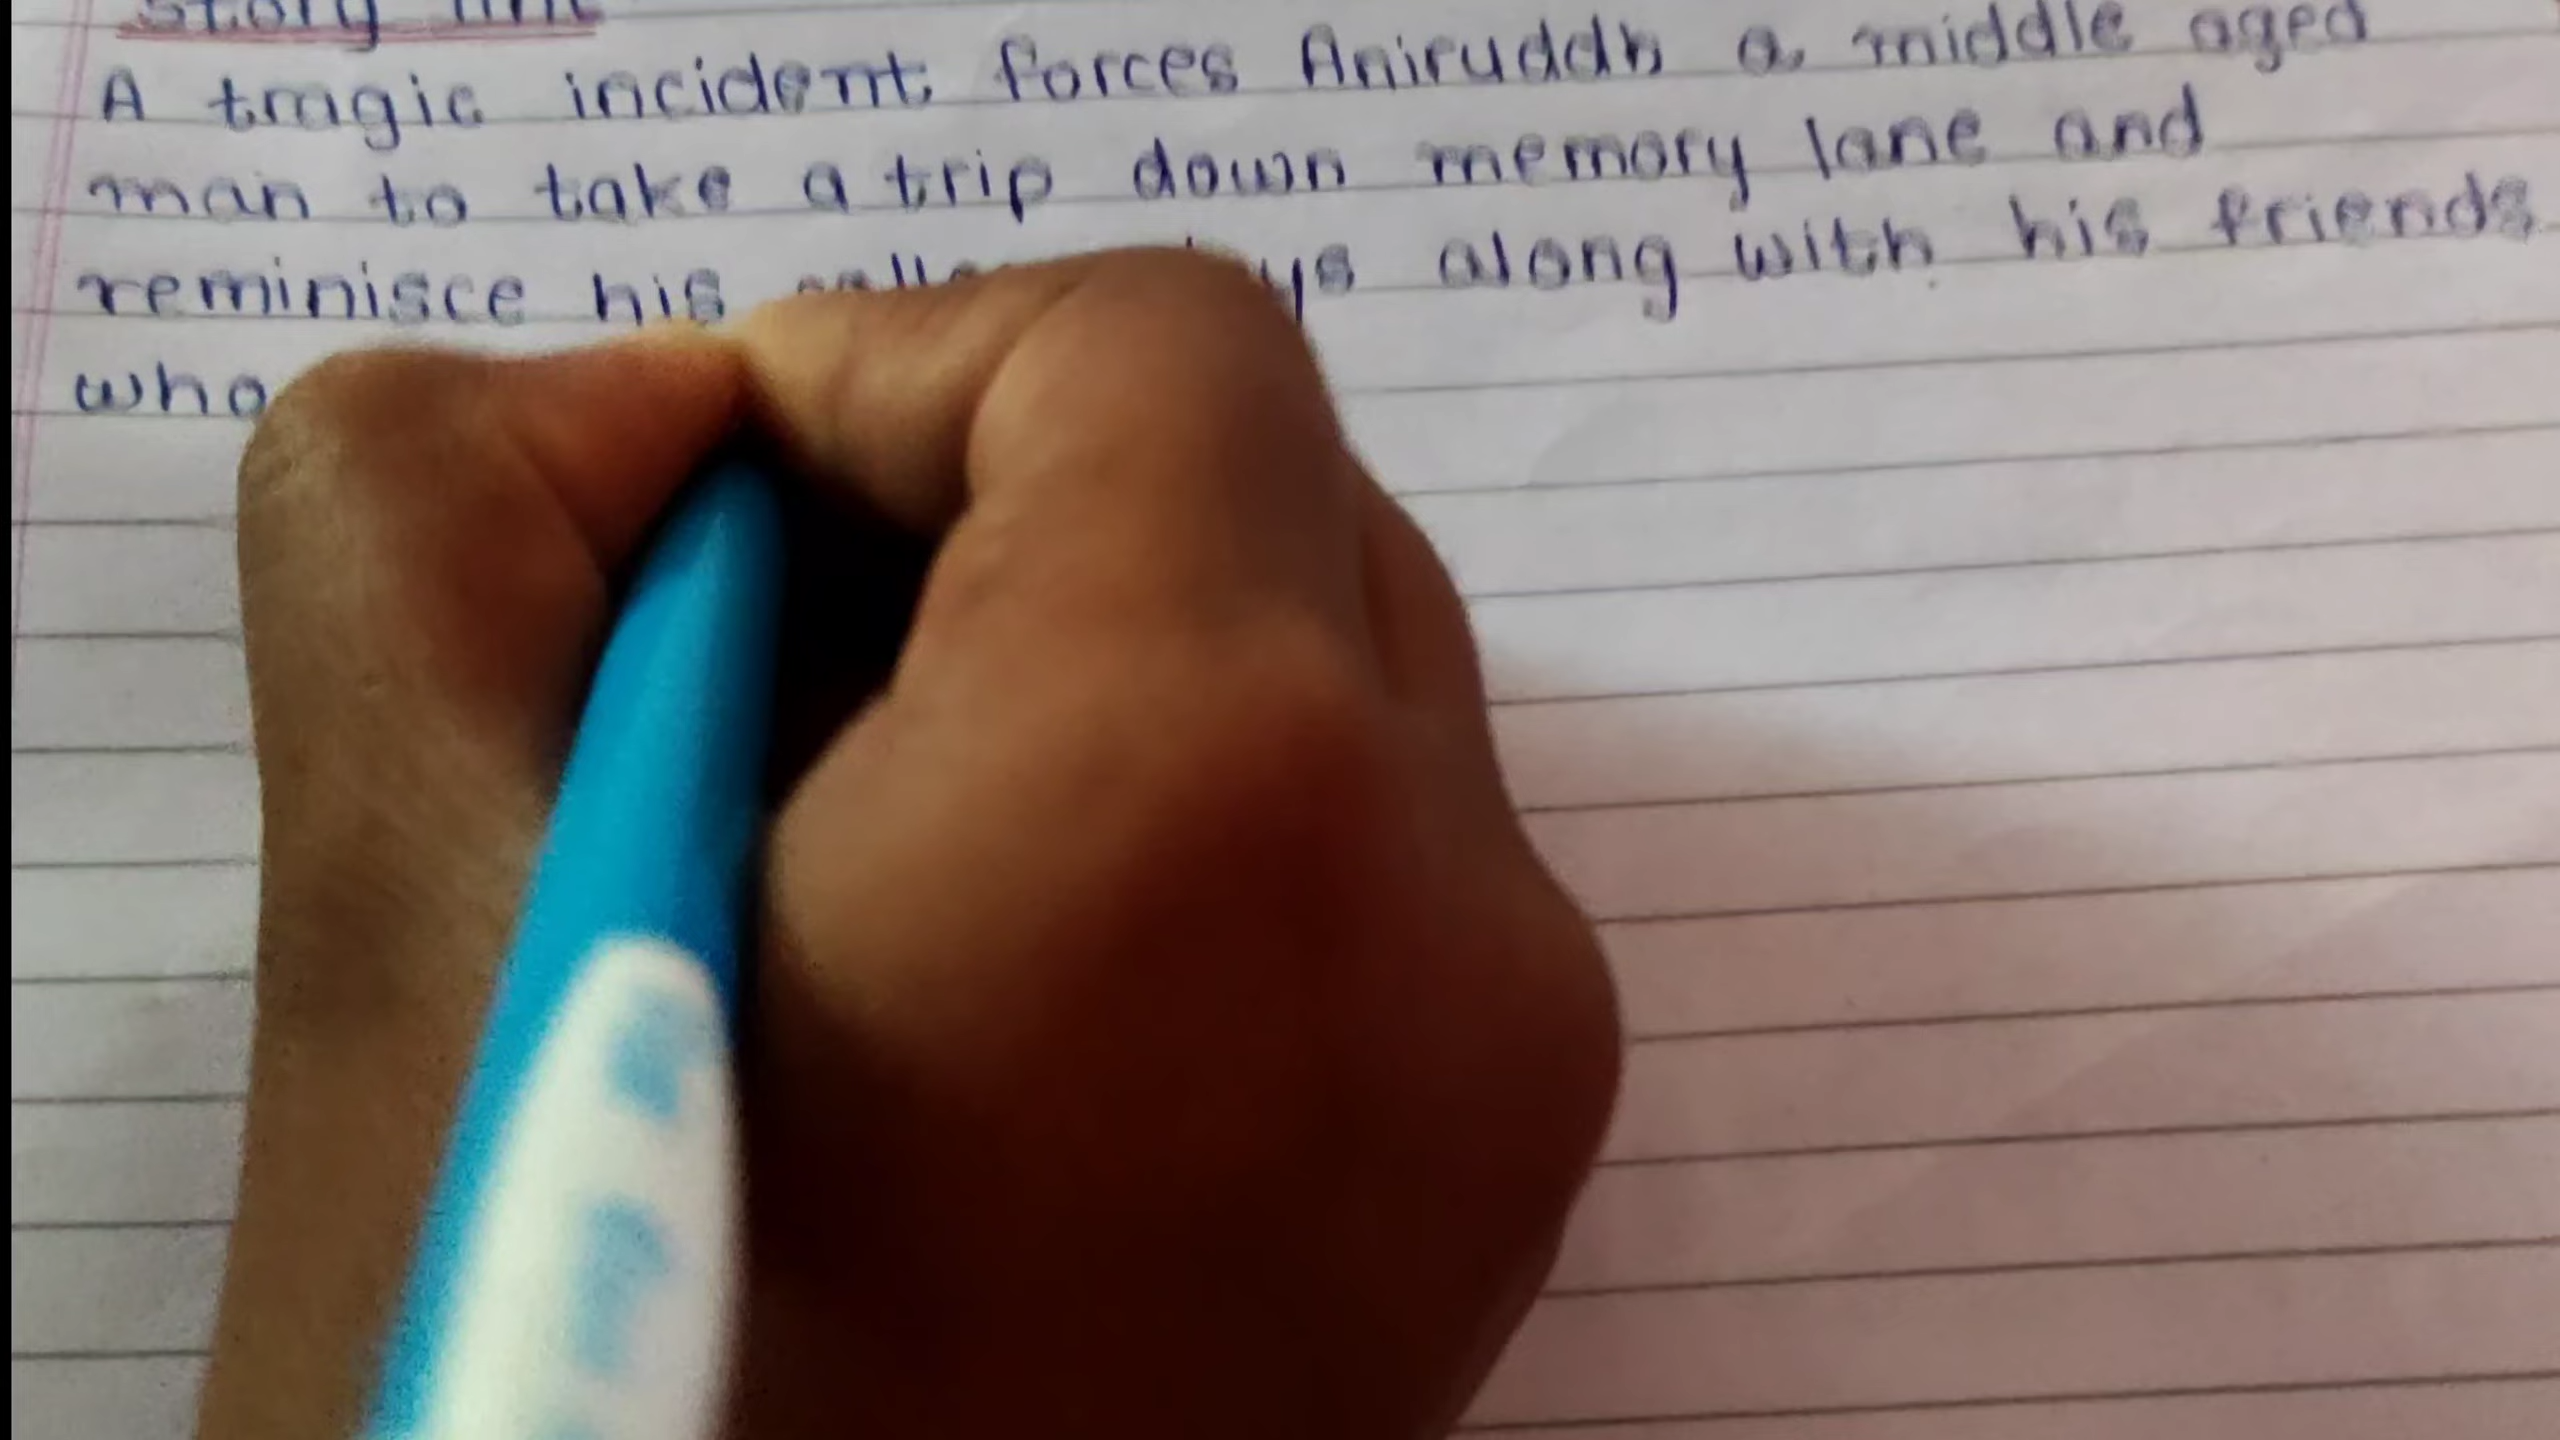 story
A tragic incident forces Aniruddh a middle aged
man to take a trip down memory lane and
reminisce his along with his friends
who